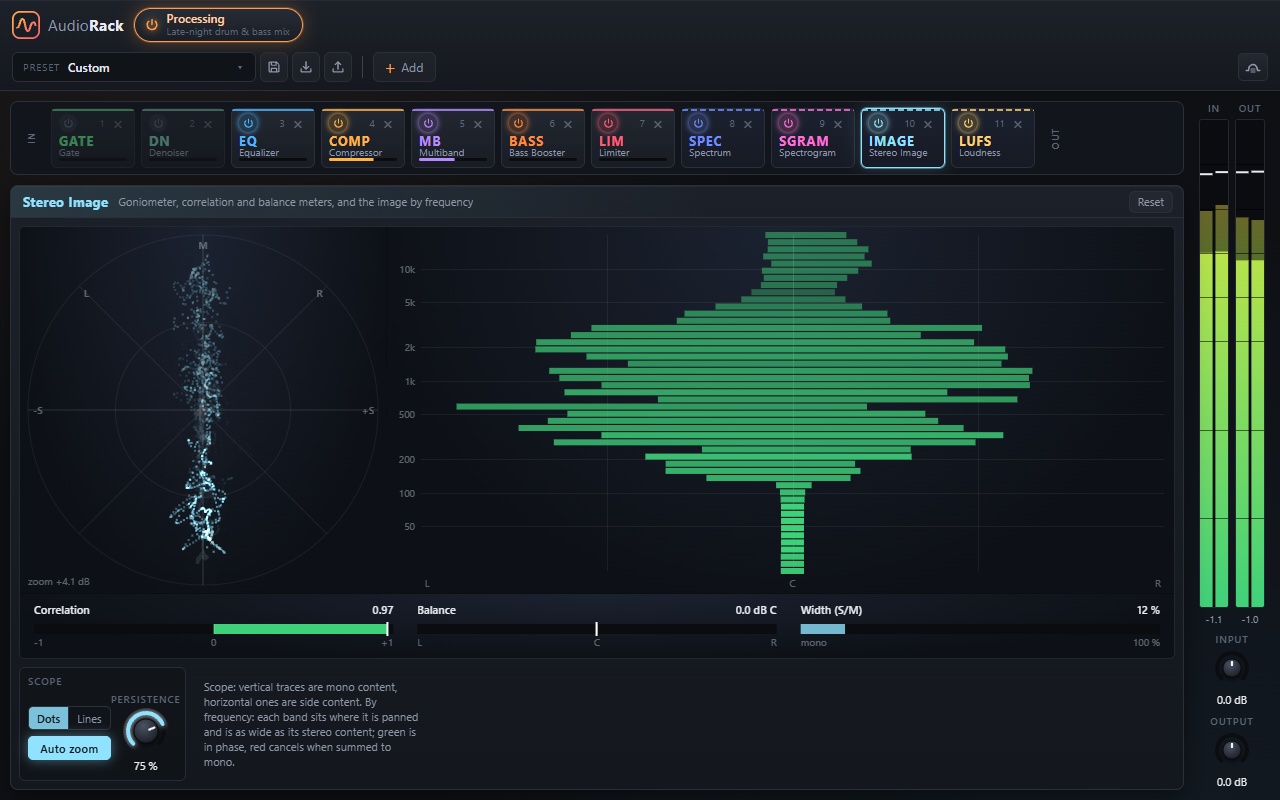 AudioRack
Processing
Late-night drum & bass mix
PRESET Custom
+ Add
IN
1
GATE
Gate
2
DN
Denoiser
3
EQ
Equalizer
4
COMP
Compressor
5
MB
Multiband
6
BASS
Bass Booster
7
LIM
Limiter
8
SPEC
Spectrum
9
SGRAM
Spectrogram
10
IMAGE
Stereo Image
11
LUFS
Loudness
OUT
IN OUT
Stereo Image Goniometer, correlation and balance meters, and the image by frequency
Reset
M
L
R
-S
+S
zoom +4.1 dB
10k
5k
2k
1k
500
200
100
50
L C R
Correlation 0.97
-1 0 +1
Balance 0.0 dB C
L C R
Width (S/M) 12 %
mono 100 %
SCOPE
Dots Lines
Auto zoom
PERSISTENCE
75 %
Scope: vertical traces are mono content,
horizontal ones are side content. By
frequency: each band sits where it is panned
and is as wide as its stereo content; green is
in phase, red cancels when summed to
mono.
-1.1 -1.0
INPUT
0.0 dB
OUTPUT
0.0 dB